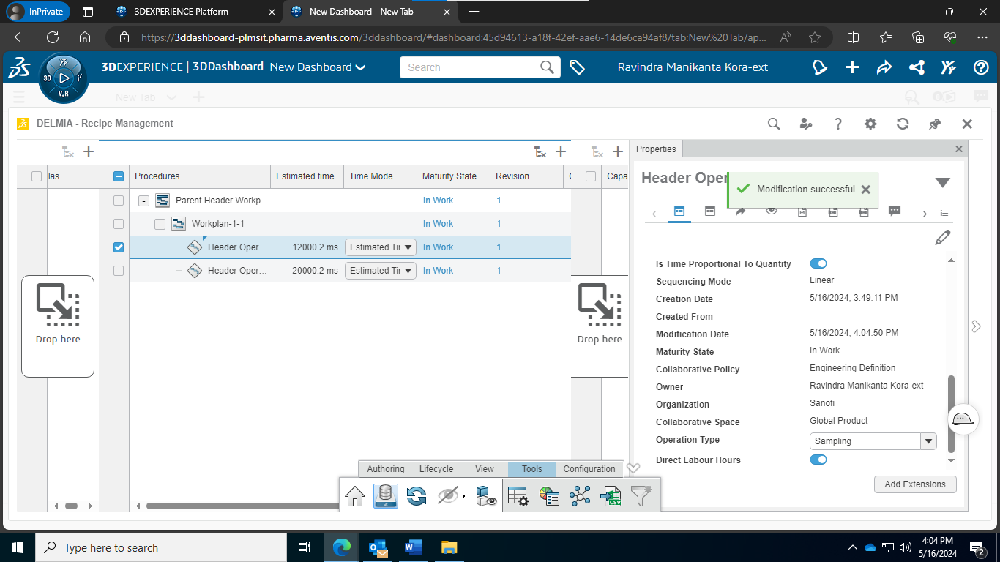 InPrivate
3DEXPERIENCE Platform
New Dashboard - New Tab
https://3ddashboard-plmsit.pharma.aventis.com/3ddashboard/#dashboard:45d94613-a18f-42ef-aae6-14de6ca94af8/tab:New%20Tab/ap...
3DEXPERIENCE | 3DDashboard New Dashboard
Search
Ravindra Manikanta Kora-ext
3D
V.R
New Tab
DELMIA - Recipe Management
las
Procedures
Estimated time
Time Mode
Maturity State
Revision
Capa
Parent Header Workp...
In Work
1
Workplan-1-1
In Work
1
Header Oper...
12000.2 ms
Estimated Tir
In Work
1
Header Oper...
20000.2 ms
Estimated Tir
In Work
1
Drop here
Drop here
Properties
Header Oper
Modification successful
Is Time Proportional To Quantity
Sequencing Mode Linear
Creation Date 5/16/2024, 3:49:11 PM
Created From
Modification Date 5/16/2024, 4:04:50 PM
Maturity State In Work
Collaborative Policy Engineering Definition
Owner Ravindra Manikanta Kora-ext
Organization Sanofi
Collaborative Space Global Product
Operation Type Sampling
Direct Labour Hours
Add Extensions
Authoring
Lifecycle
View
Tools
Configuration
CSV
Type here to search
4:04 PM
5/16/2024
2